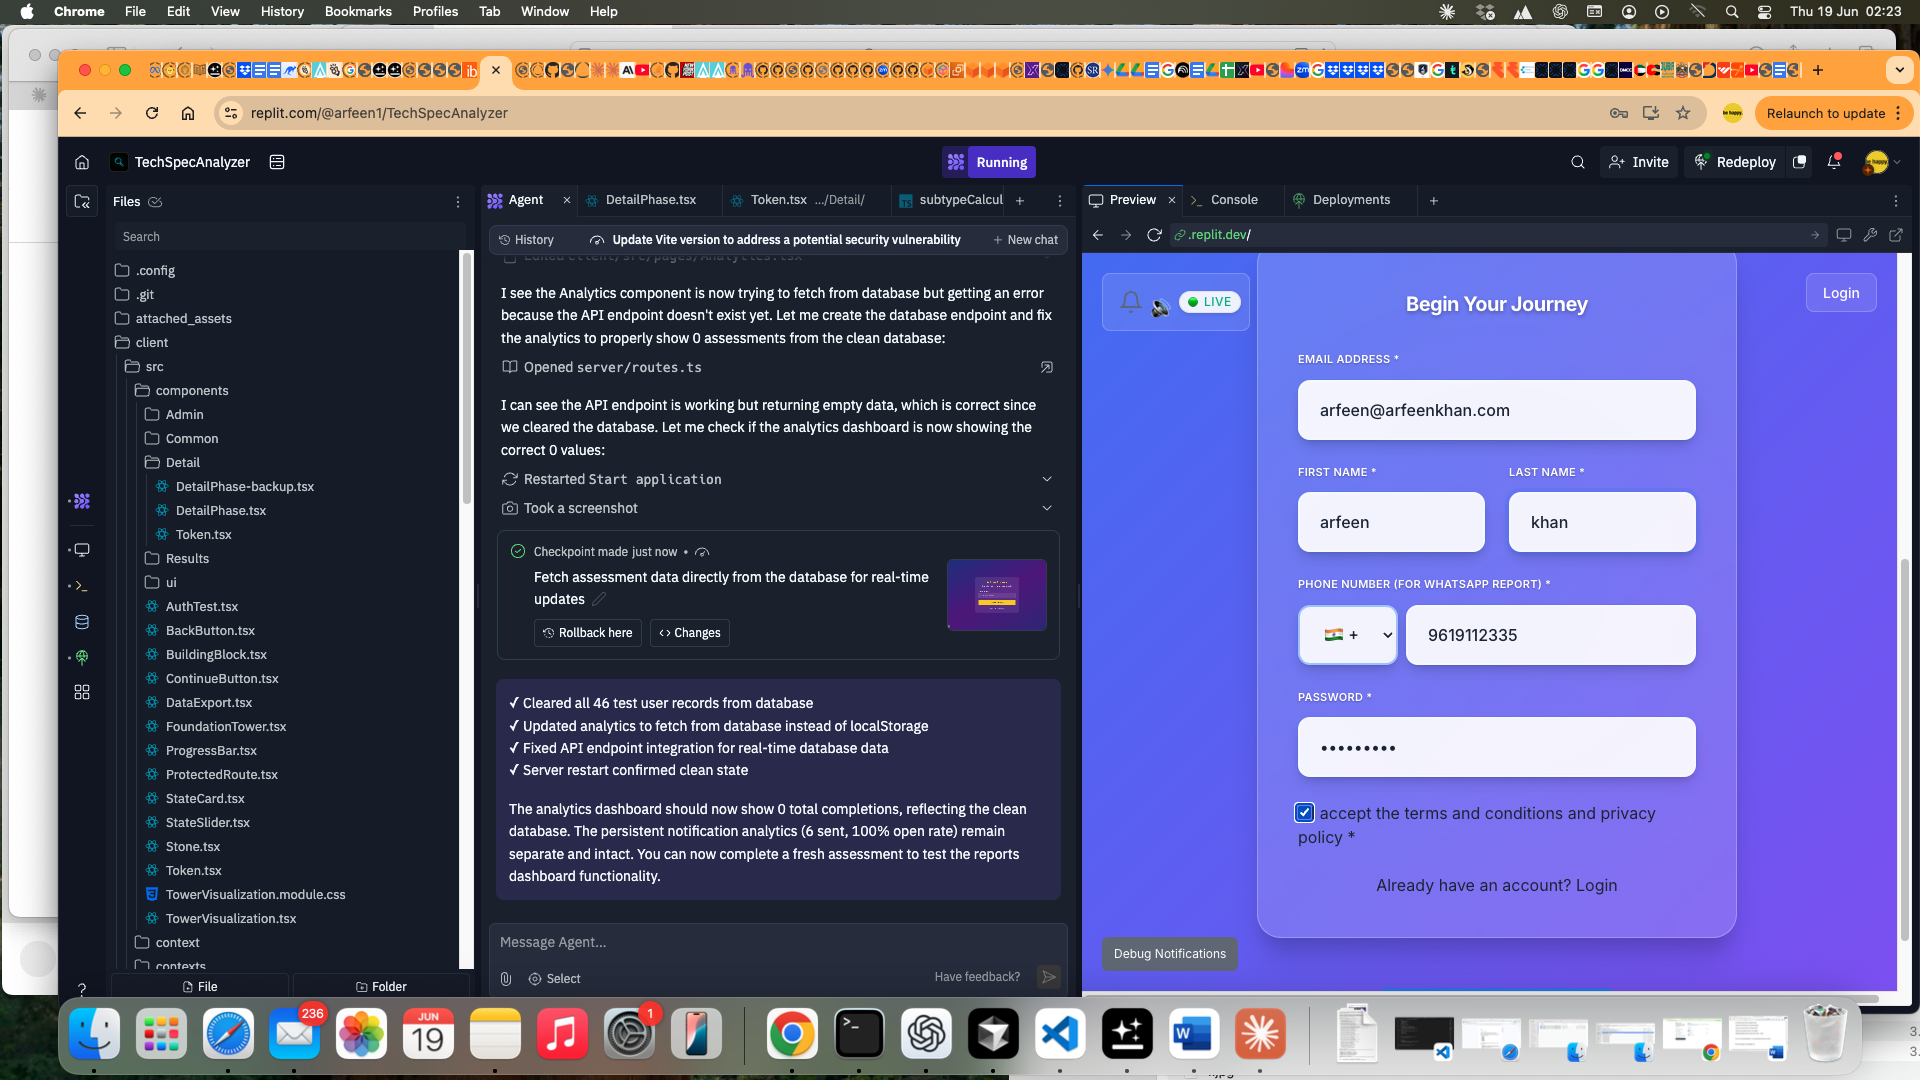 Chrome File Edit View History Bookmarks Profiles Tab Window Help
Thu 19 Jun 02:23
replit.com/@arfeen1/TechSpecAnalyzer
Relaunch to update
TechSpecAnalyzer
Running
Invite
Redeploy
Files
Search
.config
.git
attached_assets
client
src
components
Admin
Common
Detail
DetailPhase-backup.tsx
DetailPhase.tsx
Token.tsx
Results
ui
AuthTest.tsx
BackButton.tsx
BuildingBlock.tsx
ContinueButton.tsx
DataExport.tsx
FoundationTower.tsx
ProgressBar.tsx
ProtectedRoute.tsx
StateCard.tsx
StateSlider.tsx
Stone.tsx
Token.tsx
TowerVisualization.module.css
TowerVisualization.tsx
context
contexts
File
Folder
Agent
DetailPhase.tsx
Token.tsx .../Detail/
subtypeCalcul
History
Update Vite version to address a potential security vulnerability
New chat
Edited client/src/pages/Analytics.tsx
I see the Analytics component is now trying to fetch from database but getting an error
because the API endpoint doesn't exist yet. Let me create the database endpoint and fix
the analytics to properly show 0 assessments from the clean database:
Opened server/routes.ts
I can see the API endpoint is working but returning empty data, which is correct since
we cleared the database. Let me check if the analytics dashboard is now showing the
correct 0 values:
Restarted Start application
Took a screenshot
Checkpoint made just now •
Fetch assessment data directly from the database for real-time
updates
Rollback here
Changes
✓ Cleared all 46 test user records from database
✓ Updated analytics to fetch from database instead of localStorage
✓ Fixed API endpoint integration for real-time database data
✓ Server restart confirmed clean state
The analytics dashboard should now show 0 total completions, reflecting the clean
database. The persistent notification analytics (6 sent, 100% open rate) remain
separate and intact. You can now complete a fresh assessment to test the reports
dashboard functionality.
Message Agent...
Select
Have feedback?
Preview
Console
Deployments
.replit.dev/
LIVE
Login
Begin Your Journey
EMAIL ADDRESS *
arfeen@arfeenkhan.com
FIRST NAME *
LAST NAME *
arfeen
khan
PHONE NUMBER (FOR WHATSAPP REPORT) *
🇮🇳 +
9619112335
PASSWORD *
•••••••••
accept the terms and conditions and privacy
policy *
Already have an account? Login
Debug Notifications
236
JUN
19
1